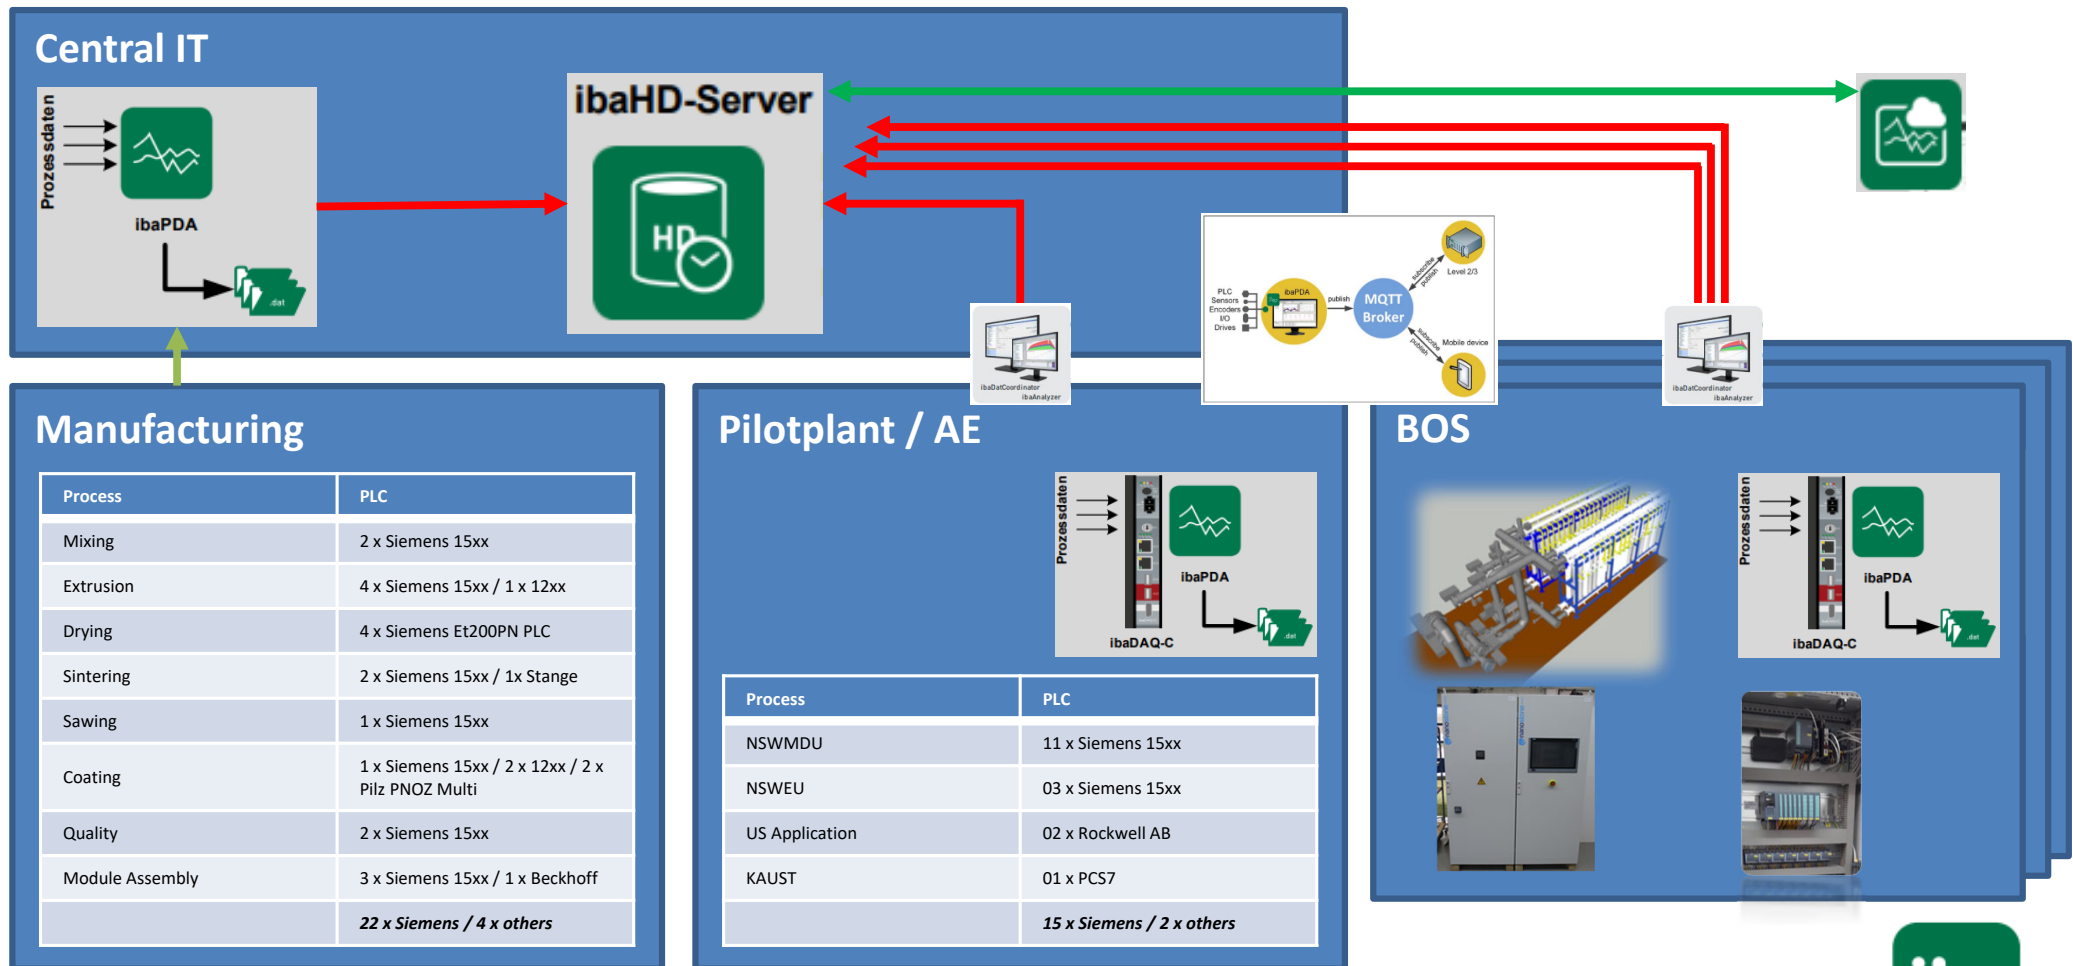 Central IT
Prozessdaten
ibaPDA
.dat
ibaHD-Server
HD
PLC
Sensors
Encoders
I/O
Drives
ibaPDA
publish
MQTT
Broker
subscribe
publish
Level 2/3
subscribe
publish
Mobile device
ibaDatCoordinator
ibaAnalyzer
ibaDatCoordinator
ibaAnalyzer
Manufacturing
Process PLC
Mixing 2 x Siemens 15xx
Extrusion 4 x Siemens 15xx / 1 x 12xx
Drying 4 x Siemens Et200PN PLC
Sintering 2 x Siemens 15xx / 1x Stange
Sawing 1 x Siemens 15xx
Coating 1 x Siemens 15xx / 2 x 12xx / 2 x
Pilz PNOZ Multi
Quality 2 x Siemens 15xx
Module Assembly 3 x Siemens 15xx / 1 x Beckhoff
22 x Siemens / 4 x others
Pilotplant / AE
Prozessdaten
ibaPDA
.dat
ibaDAQ-C
Process PLC
NSWMDU 11 x Siemens 15xx
NSWEU 03 x Siemens 15xx
US Application 02 x Rockwell AB
KAUST 01 x PCS7
15 x Siemens / 2 x others
BOS
Prozessdaten
ibaPDA
.dat
ibaDAQ-C